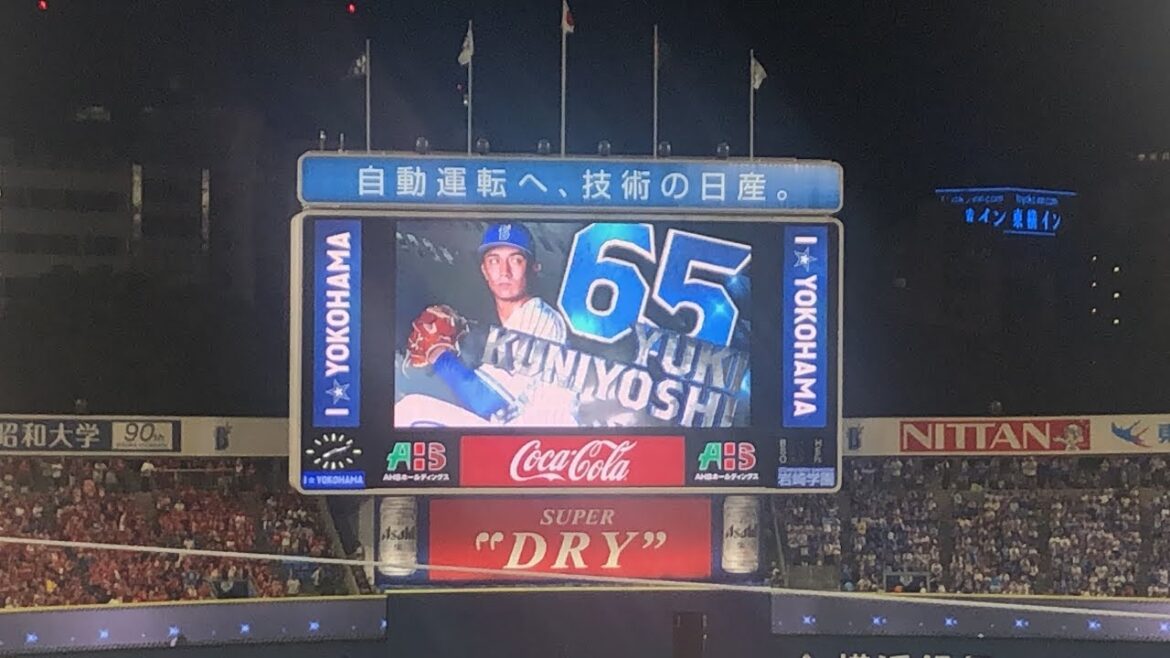 自動運転へ、技術の日産。
東横イン
I★YOKOHAMA
65
YUKI
KUNIYOSHI
I★YOKOHAMA
昭和大学 90th
NITTAN
AHS
AHSホールディングス
Coca-Cola
AHS
AHSホールディングス
I★YOKOHAMA
岩崎学園
Asahi
SUPER
"DRY"
Asahi